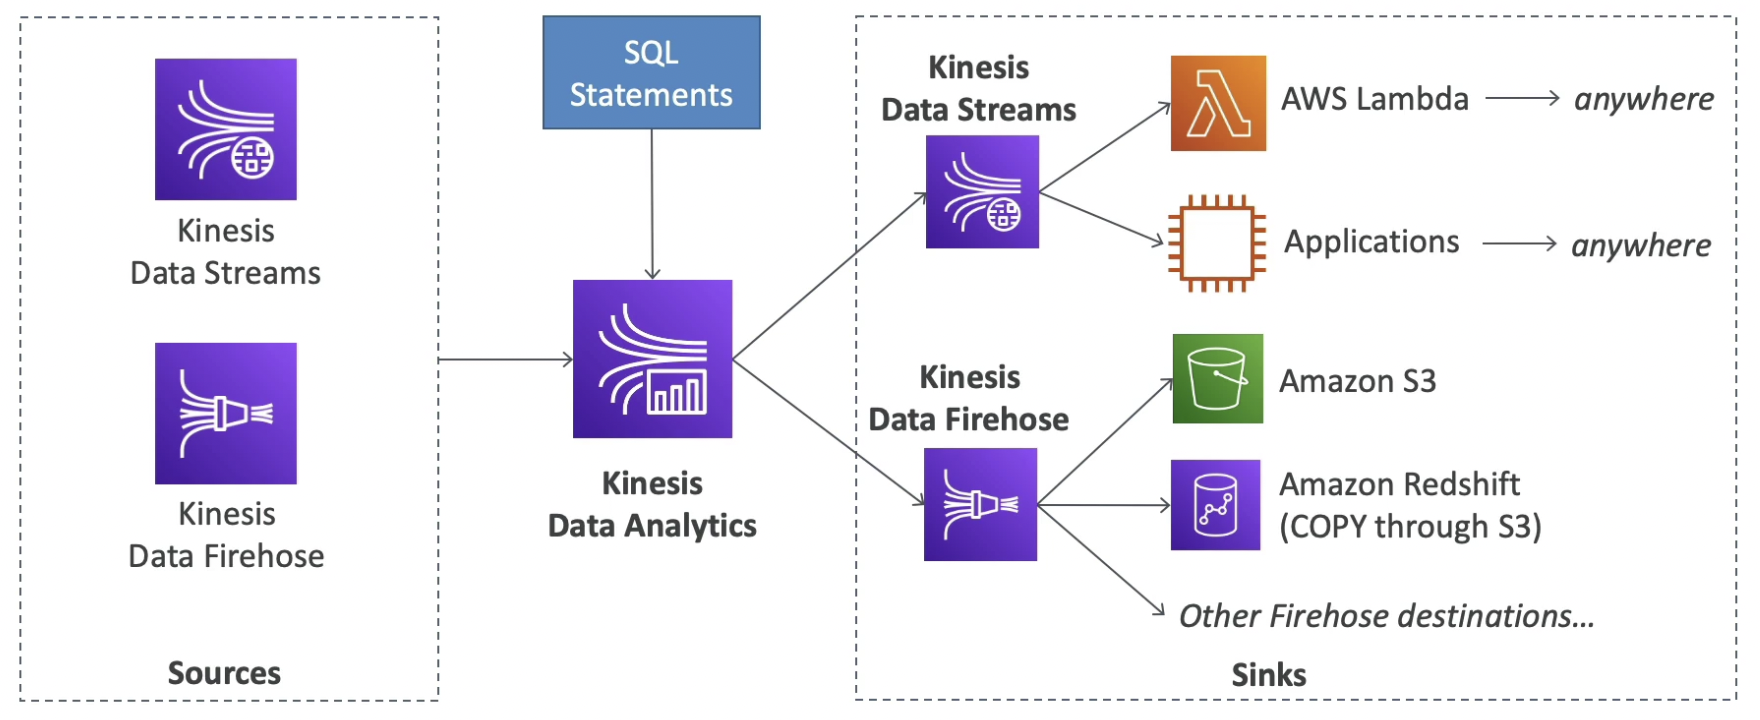 Kinesis
Data Streams
Kinesis
Data Firehose
Sources
SQL
Statements
Kinesis
Data Analytics
Kinesis
Data Streams
AWS Lambda
anywhere
Applications
anywhere
Kinesis
Data Firehose
Amazon S3
Amazon Redshift
(COPY through S3)
Other Firehose destinations...
Sinks